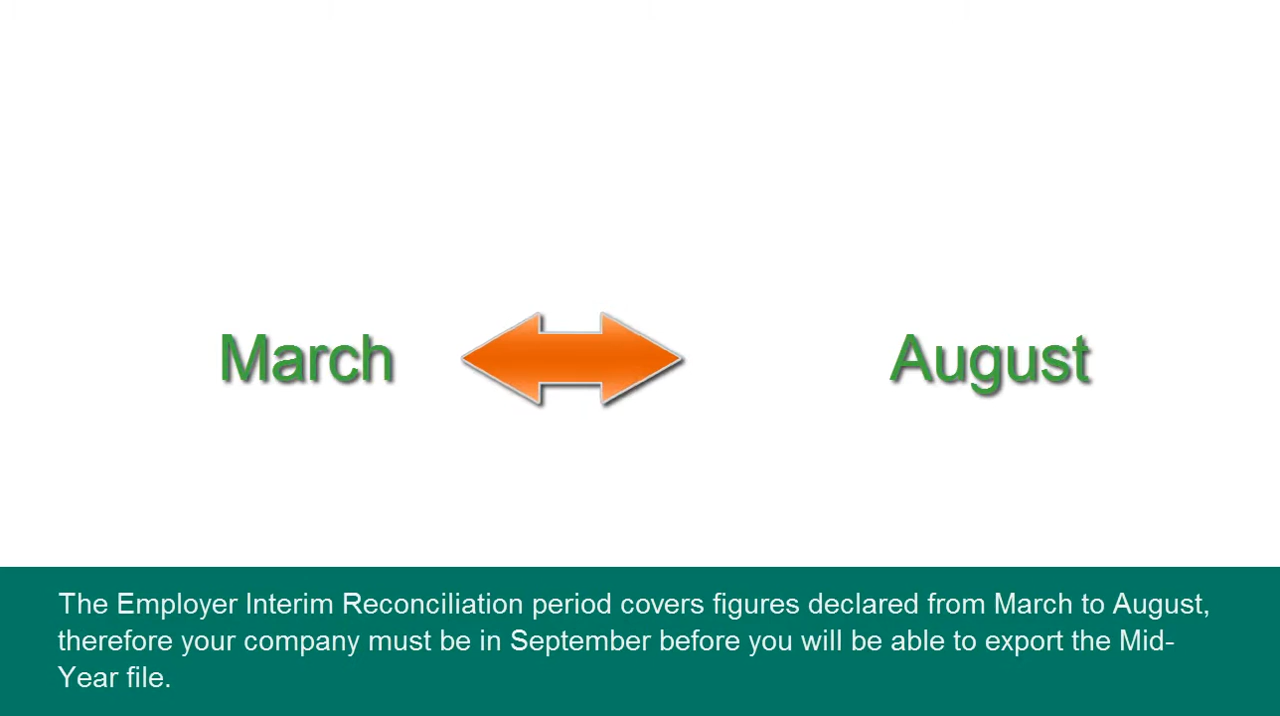 March August
The Employer Interim Reconciliation period covers figures declared from March to August,
therefore your company must be in September before you will be able to export the Mid-
Year file.